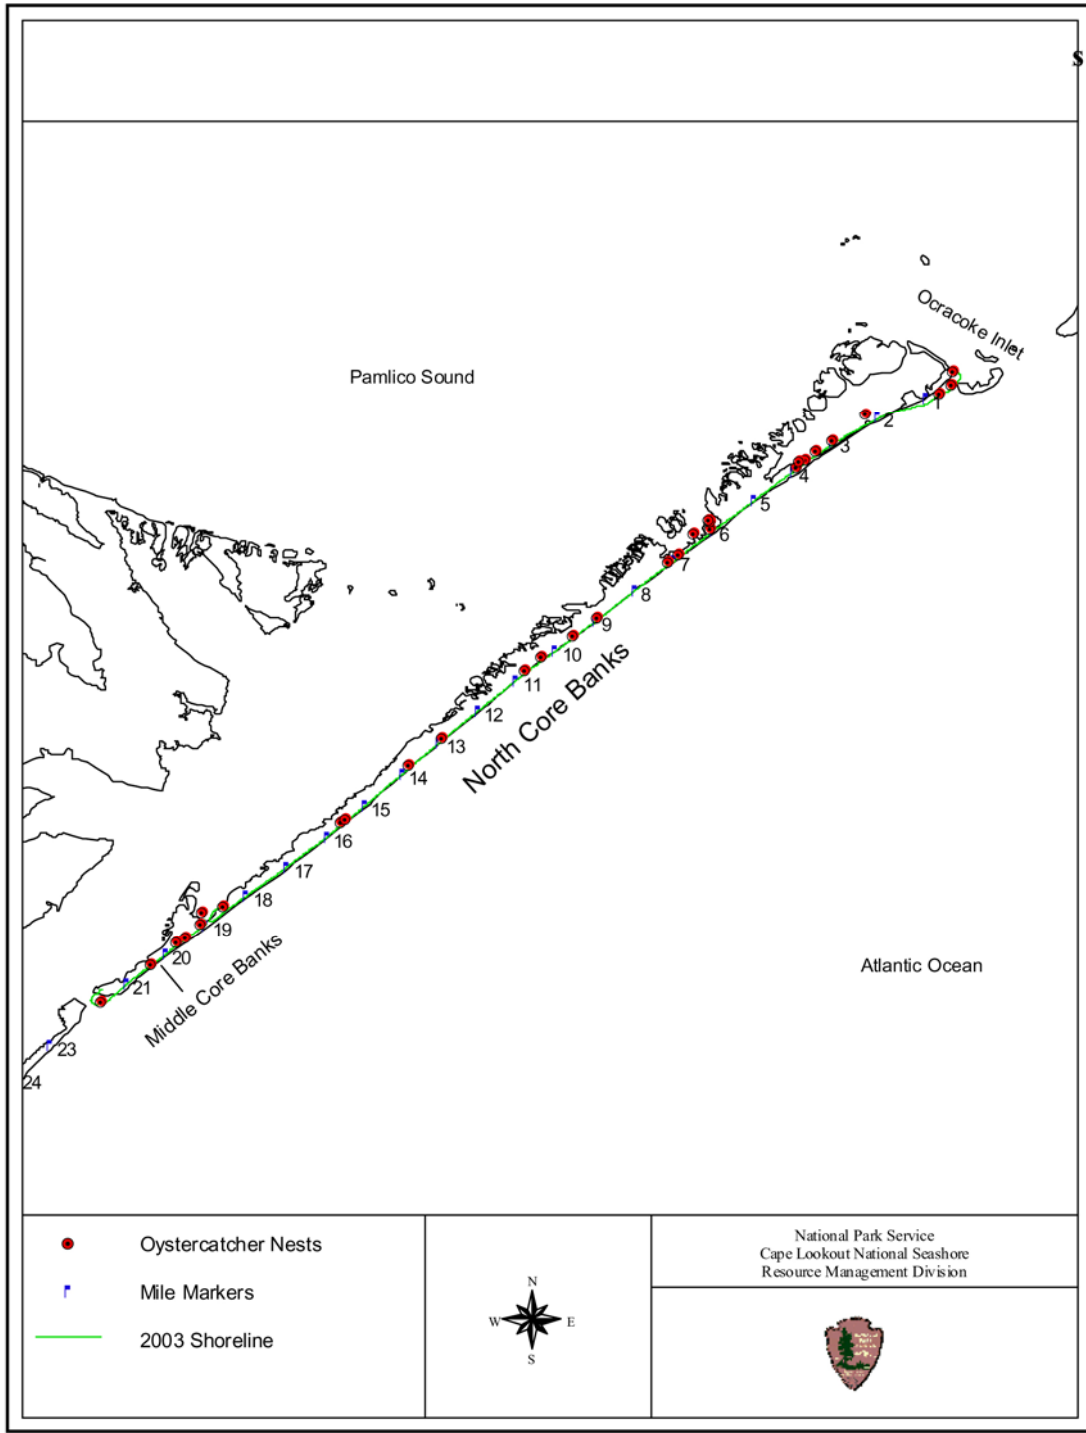 S
Ocracoke Inlet
Pamlico Sound
1
2
3
4
5
6
7
8
9
10
11
12
13
14
15
16
17
18
19
20
21
23
24
North Core Banks
Middle Core Banks
Atlantic Ocean
Oystercatcher Nests
Mile Markers
2003 Shoreline
N
W
E
S
National Park Service
Cape Lookout National Seashore
Resource Management Division